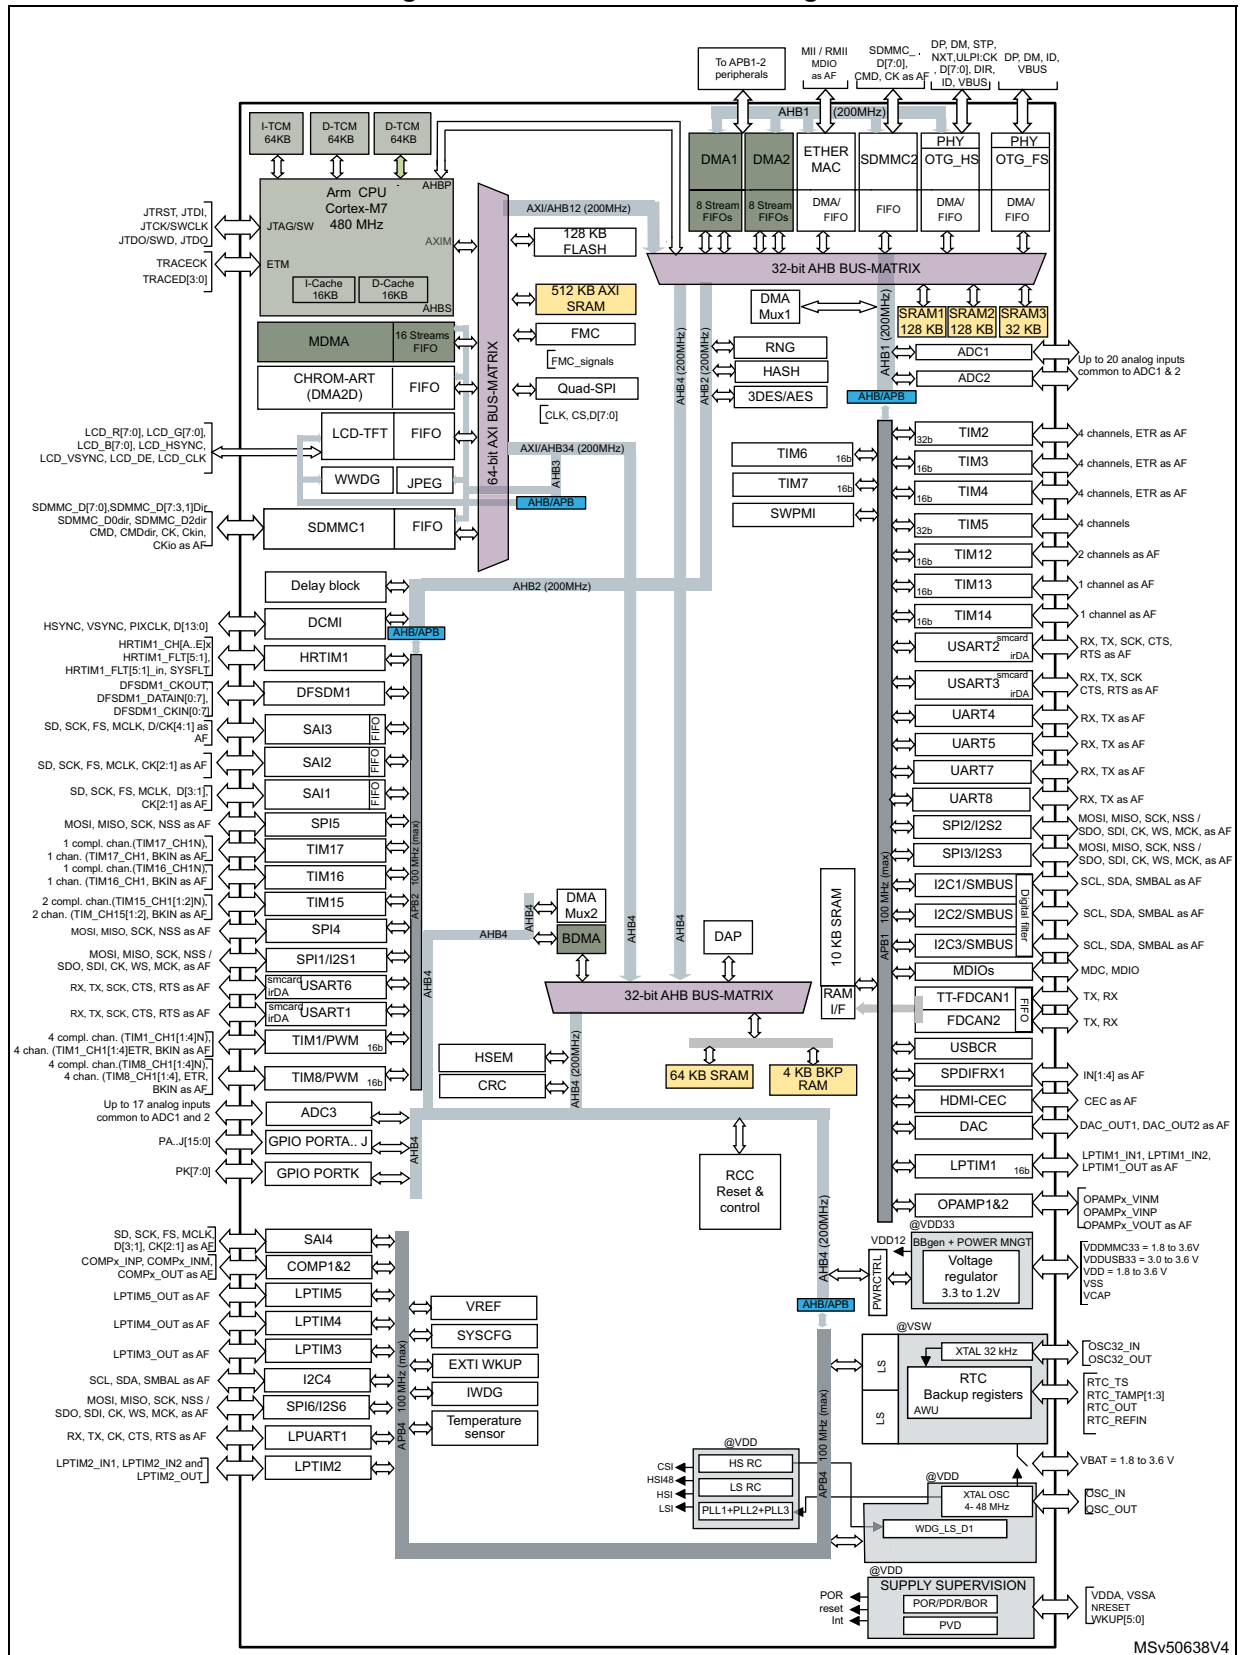 To APB1-2
peripherals
MII / RMII
MDIO
as AF
SDMMC_
D[7:0],
CMD, CK as AF
DP, DM, STP,
NXT,ULPI:CK
, D[7:0], DIR,
ID, VBUS
DP, DM, ID,
VBUS
AHB1 (200MHz)
I-TCM
64KB
D-TCM
64KB
D-TCM
64KB
DMA1
DMA2
ETHER
MAC
SDMMC2
PHY
OTG_HS
PHY
OTG_FS
8 Stream
FIFOs
8 Stream
FIFOs
DMA/
FIFO
FIFO
DMA/
FIFO
DMA/
FIFO
AHBP
Arm CPU
Cortex-M7
480 MHz
JTRST, JTDI,
JTCK/SWCLK
JTDO/SWD, JTDO
JTAG/SW
AXIM
TRACECK
TRACED[3:0]
ETM
I-Cache
16KB
D-Cache
16KB
AHBS
AXI/AHB12 (200MHz)
128 KB
FLASH
512 KB AXI
SRAM
FMC
FMC_signals
Quad-SPI
CLK, CS,D[7:0]
64-bit AXI BUS-MATRIX
32-bit AHB BUS-MATRIX
DMA
Mux1
SRAM1
128 KB
SRAM2
128 KB
SRAM3
32 KB
MDMA
16 Streams
FIFO
CHROM-ART
(DMA2D)
FIFO
LCD_R[7:0], LCD_G[7:0],
LCD_B[7:0], LCD_HSYNC,
LCD_VSYNC, LCD_DE, LCD_CLK
LCD-TFT
FIFO
WWDG
JPEG
AXI/AHB34 (200MHz)
AHB3
AHB/APB
SDMMC_D[7:0],SDMMC_D[7:3,1]Dir
SDMMC_D0dir, SDMMC_D2dir
CMD, CMDdir, CK, Ckin,
CKio as AF
SDMMC1
FIFO
RNG
HASH
3DES/AES
AHB4 (200MHz)
AHB2 (200MHz)
AHB1 (200MHz)
ADC1
ADC2
Up to 20 analog inputs
common to ADC1 & 2
AHB/APB
TIM6
16b
TIM7
16b
SWPMI
TIM2
32b
4 channels, ETR as AF
TIM3
16b
4 channels, ETR as AF
TIM4
16b
4 channels, ETR as AF
TIM5
32b
4 channels
TIM12
16b
2 channels as AF
TIM13
16b
1 channel as AF
TIM14
16b
1 channel as AF
USART2
smcard
irDA
RX, TX, SCK, CTS,
RTS as AF
USART3
smcard
irDA
RX, TX, SCK
CTS, RTS as AF
UART4
RX, TX as AF
UART5
RX, TX as AF
UART7
RX, TX as AF
UART8
RX, TX as AF
SPI2/I2S2
MOSI, MISO, SCK, NSS /
SDO, SDI, CK, WS, MCK, as AF
SPI3/I2S3
MOSI, MISO, SCK, NSS /
SDO, SDI, CK, WS, MCK, as AF
I2C1/SMBUS
SCL, SDA, SMBAL as AF
I2C2/SMBUS
SCL, SDA, SMBAL as AF
I2C3/SMBUS
SCL, SDA, SMBAL as AF
Digital filter
MDIOs
MDC, MDIO
TT-FDCAN1
TX, RX
FDCAN2
TX, RX
FIFO
USBCR
SPDIFRX1
IN[1:4] as AF
HDMI-CEC
CEC as AF
DAC
DAC_OUT1, DAC_OUT2 as AF
LPTIM1
16b
LPTIM1_IN1, LPTIM1_IN2,
LPTIM1_OUT as AF
OPAMP1&2
OPAMPx_VINM
OPAMPx_VINP
OPAMPx_VOUT as AF
APB1 100 MHz (max)
10 KB SRAM
RAM
I/F
Delay block
AHB2 (200MHz)
HSYNC, VSYNC, PIXCLK, D[13:0]
DCMI
AHB/APB
HRTIM1_CH[A..E]x
HRTIM1_FLT[5:1],
HRTIM1_FLT[5:1]_in, SYSFLT
HRTIM1
DFSDM1_CKOUT,
DFSDM1_DATAIN[0:7],
DFSDM1_CKIN[0:7]
DFSDM1
SD, SCK, FS, MCLK, D/CK[4:1] as
AF
SAI3
FIFO
SD, SCK, FS, MCLK, CK[2:1] as AF
SAI2
FIFO
SD, SCK, FS, MCLK, D[3:1],
CK[2:1] as AF
SAI1
FIFO
MOSI, MISO, SCK, NSS as AF
SPI5
1 compl. chan.(TIM17_CH1N),
1 chan. (TIM17_CH1, BKIN as AF
TIM17
1 compl. chan.(TIM16_CH1N),
1 chan. (TIM16_CH1, BKIN as AF
TIM16
2 compl. chan.(TIM15_CH1[1:2]N),
2 chan. (TIM_CH15[1:2], BKIN as AF
TIM15
MOSI, MISO, SCK, NSS as AF
SPI4
MOSI, MISO, SCK, NSS /
SDO, SDI, CK, WS, MCK, as AF
SPI1/I2S1
RX, TX, SCK, CTS, RTS as AF
smcard
irDA
USART6
RX, TX, SCK, CTS, RTS as AF
smcard
irDA
USART1
4 compl. chan. (TIM1_CH1[1:4]N),
4 chan. (TIM1_CH1[1:4]ETR, BKIN as AF
TIM1/PWM
16b
4 compl. chan.(TIM8_CH1[1:4]N),
4 chan. (TIM8_CH1[1:4], ETR,
BKIN as AF
TIM8/PWM
16b
Up to 17 analog inputs
common to ADC1 and 2
ADC3
PA..J[15:0]
GPIO PORTA.. J
PK[7:0]
GPIO PORTK
APB2 100 MHz (max)
AHB4
AHB4
AHB4
AHB4
AHB4
AHB4
DMA
Mux2
BDMA
DAP
32-bit AHB BUS-MATRIX
HSEM
CRC
AHB4 (200MHz)
64 KB SRAM
4 KB BKP
RAM
RCC
Reset &
control
AHB4 (200MHz)
AHB/APB
SD, SCK, FS, MCLK,
D[3;1], CK[2:1] as AF
SAI4
COMPx_INP, COMPx_INM,
COMPx_OUT as AF
COMP1&2
LPTIM5_OUT as AF
LPTIM5
LPTIM4_OUT as AF
LPTIM4
LPTIM3_OUT as AF
LPTIM3
SCL, SDA, SMBAL as AF
I2C4
MOSI, MISO, SCK, NSS /
SDO, SDI, CK, WS, MCK, as AF
SPI6/I2S6
RX, TX, CK, CTS, RTS as AF
LPUART1
LPTIM2_IN1, LPTIM2_IN2 and
LPTIM2_OUT
LPTIM2
APB4 100 MHz (max)
VREF
SYSCFG
EXTI WKUP
IWDG
Temperature
sensor
APB4 100 MHz (max)
@VDD33
VDD12
BBgen + POWER MNGT
PWRCTRL
Voltage
regulator
3.3 to 1.2V
VDDMMC33 = 1.8 to 3.6V
VDDUSB33 = 3.0 to 3.6 V
VDD = 1.8 to 3.6 V
VSS
VCAP
@VSW
LS
LS
XTAL 32 kHz
RTC
Backup registers
AWU
OSC32_IN
OSC32_OUT
RTC_TS
RTC_TAMP[1:3]
RTC_OUT
RTC_REFIN
VBAT = 1.8 to 3.6 V
@VDD
CSI
HSI48
HSI
LSI
HS RC
LS RC
PLL1+PLL2+PLL3
@VDD
XTAL OSC
4- 48 MHz
WDG_LS_D1
OSC_IN
OSC_OUT
@VDD
SUPPLY SUPERVISION
POR
reset
Int
POR/PDR/BOR
PVD
VDDA, VSSA
NRESET
WKUP[5:0]
MSv50638V4